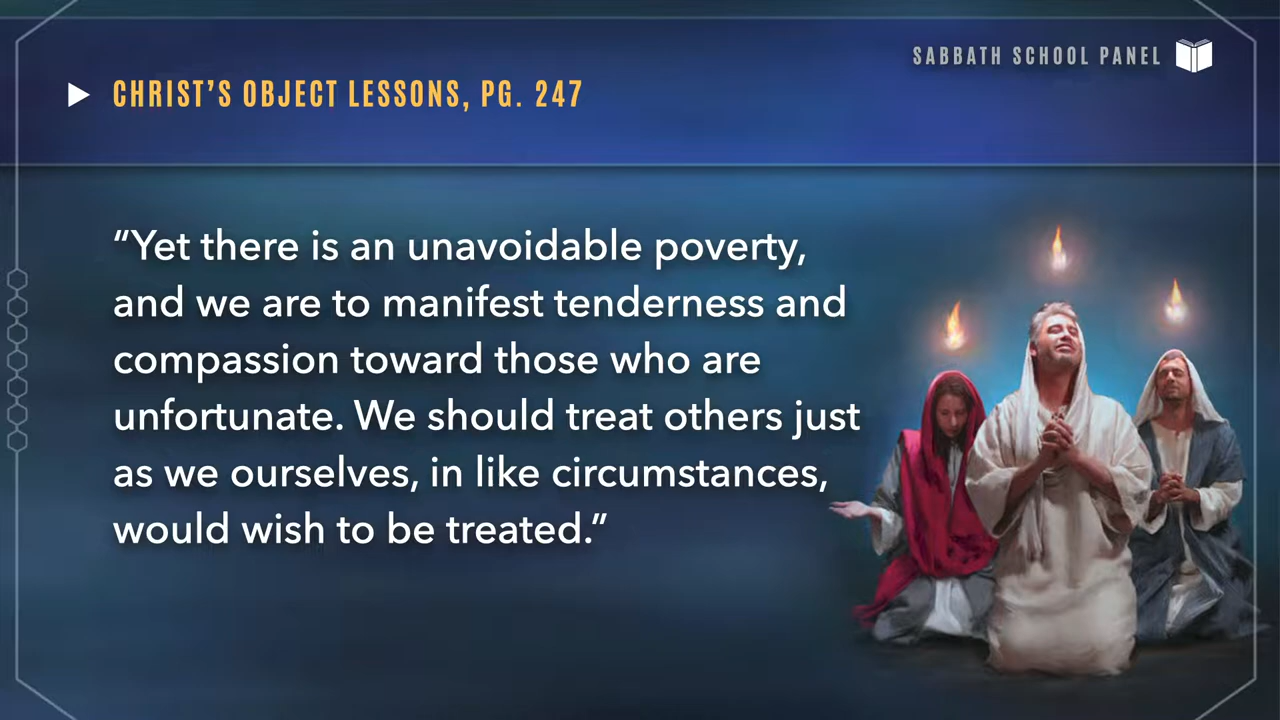 SABBATH SCHOOL PANEL
CHRIST’S OBJECT LESSONS, PG. 247
“Yet there is an unavoidable poverty,
and we are to manifest tenderness and
compassion toward those who are
unfortunate. We should treat others just
as we ourselves, in like circumstances,
would wish to be treated.”